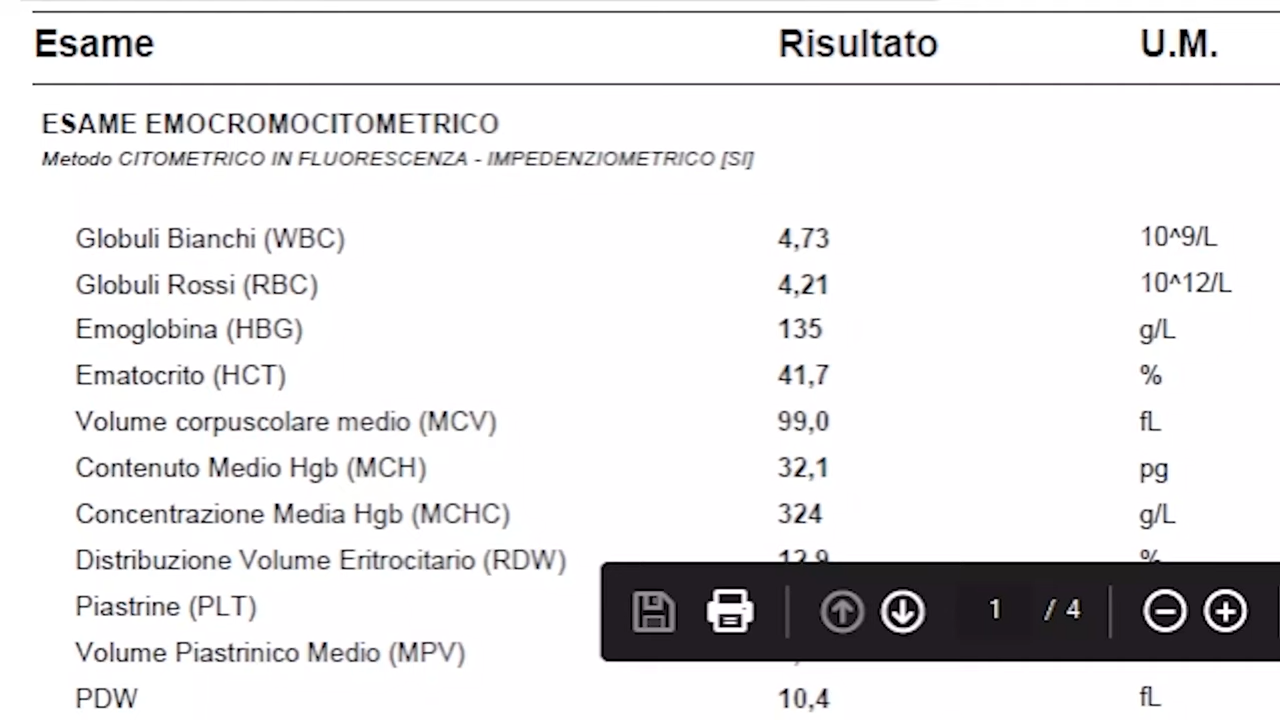 Esame Risultato U.M.
ESAME EMOCROMOCITOMETRICO
Metodo CITOMETRICO IN FLUORESCENZA - IMPEDENZIOMETRICO [SI]
Globuli Bianchi (WBC) 4,73 10^9/L
Globuli Rossi (RBC) 4,21 10^12/L
Emoglobina (HBG) 135 g/L
Ematocrito (HCT) 41,7 %
Volume corpuscolare medio (MCV) 99,0 fL
Contenuto Medio Hgb (MCH) 32,1 pg
Concentrazione Media Hgb (MCHC) 324 g/L
Distribuzione Volume Eritrocitario (RDW) 12,9 %
Piastrine (PLT)
1 / 4
Volume Piastrinico Medio (MPV)
PDW 10,4 fL